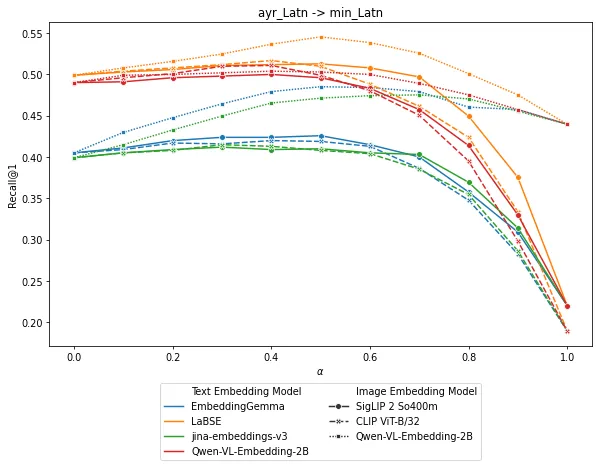 ayr_Latn -> min_Latn
Recall@1
0.55
0.50
0.45
0.40
0.35
0.30
0.25
0.20
0.0 0.2 0.4 0.6 0.8 1.0
α
Text Embedding Model Image Embedding Model
EmbeddingGemma SigLIP 2 So400m
LaBSE CLIP ViT-B/32
jina-embeddings-v3 Qwen-VL-Embedding-2B
Qwen-VL-Embedding-2B